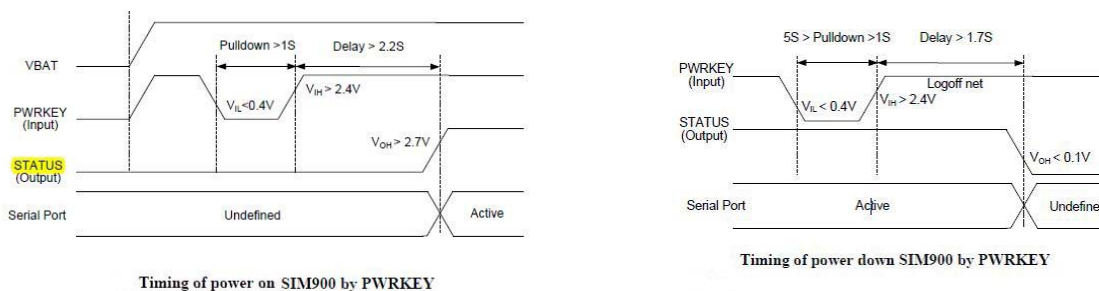 Pulldown >1S
Delay > 2.2S
VBAT
VIH > 2.4V
VIL<0.4V
PWRKEY
(Input)
VOH > 2.7V
STATUS
(Output)
Serial Port
Undefined
Active
Timing of power on SIM900 by PWRKEY
5S > Pulldown >1S
Delay > 1.7S
PWRKEY
(Input)
Logoff net
VIL < 0.4V
VIH > 2.4V
STATUS
(Output)
VOH < 0.1V
Serial Port
Active
Undefine
Timing of power down SIM900 by PWRKEY